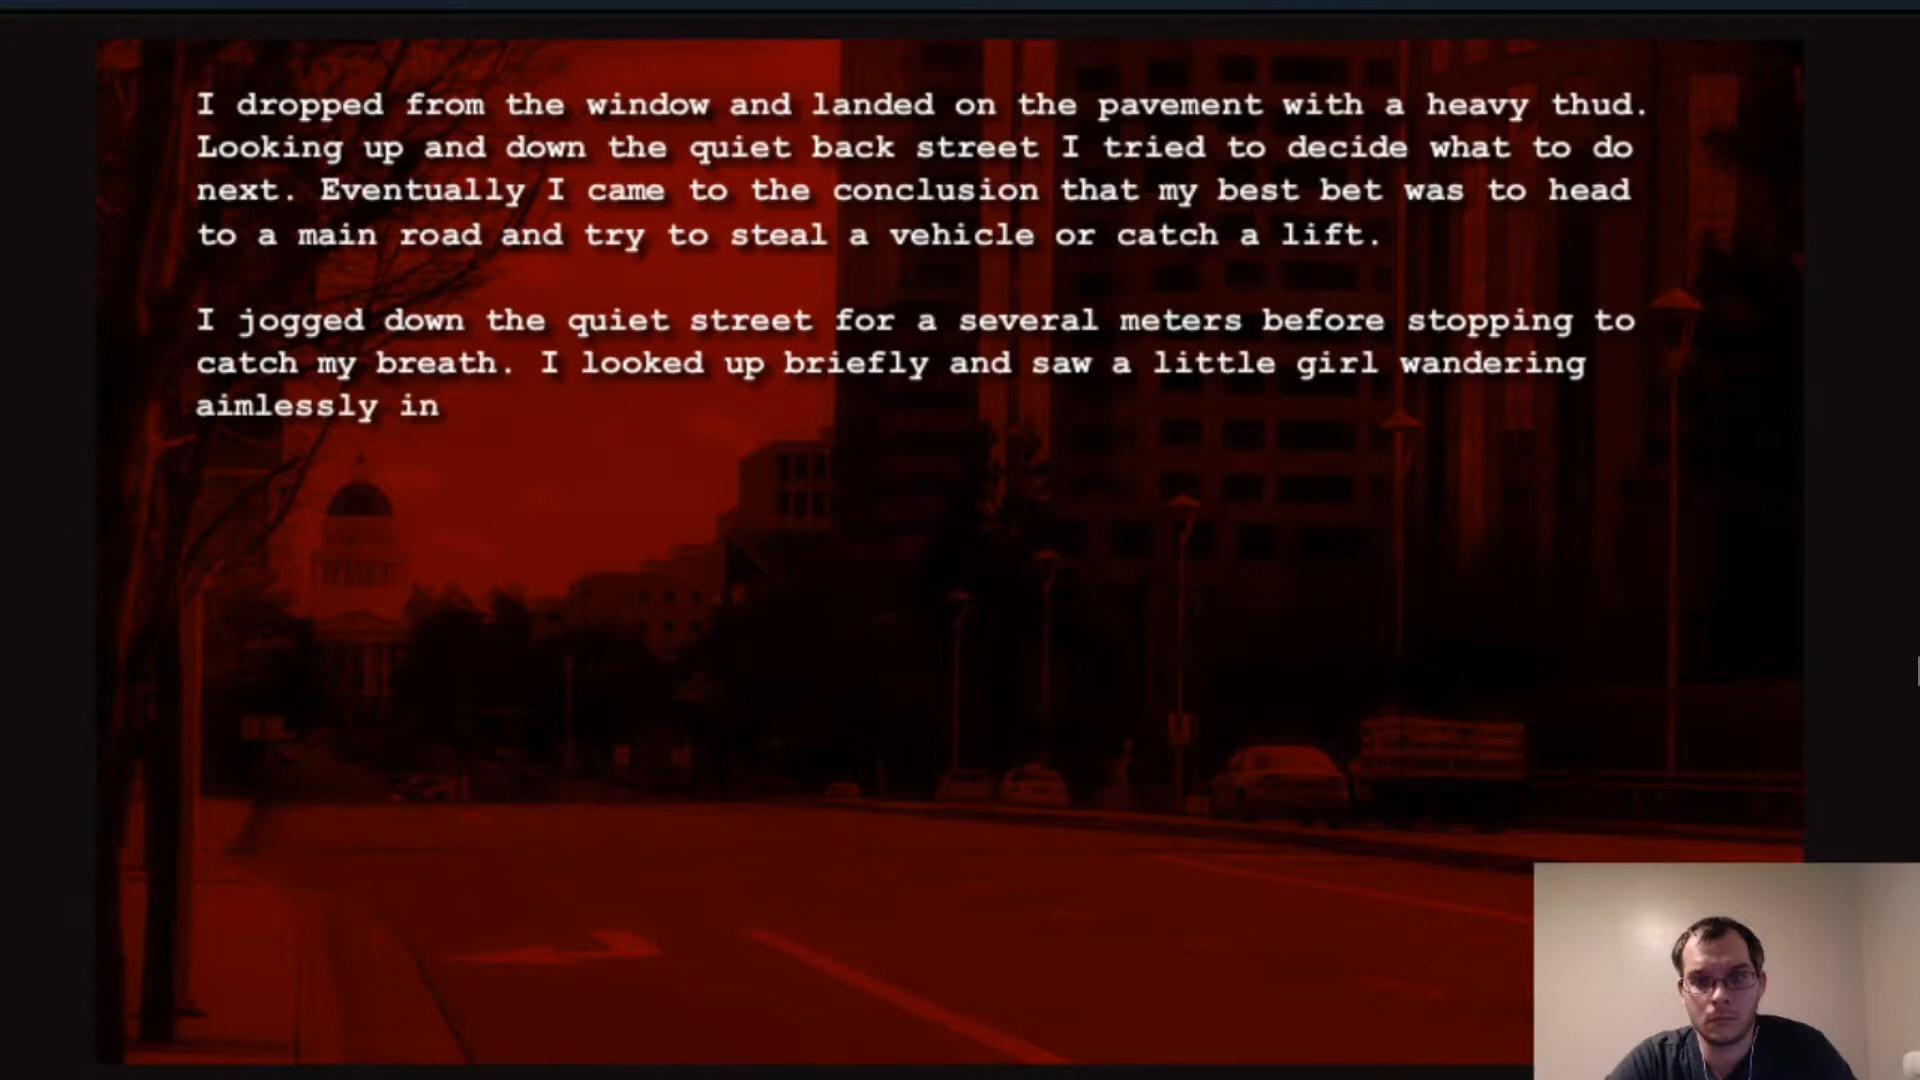 I dropped from the window and landed on the pavement with a heavy thud.
Looking up and down the quiet back street I tried to decide what to do
next. Eventually I came to the conclusion that my best bet was to head
to a main road and try to steal a vehicle or catch a lift.
I jogged down the quiet street for a several meters before stopping to
catch my breath. I looked up briefly and saw a little girl wandering
aimlessly in